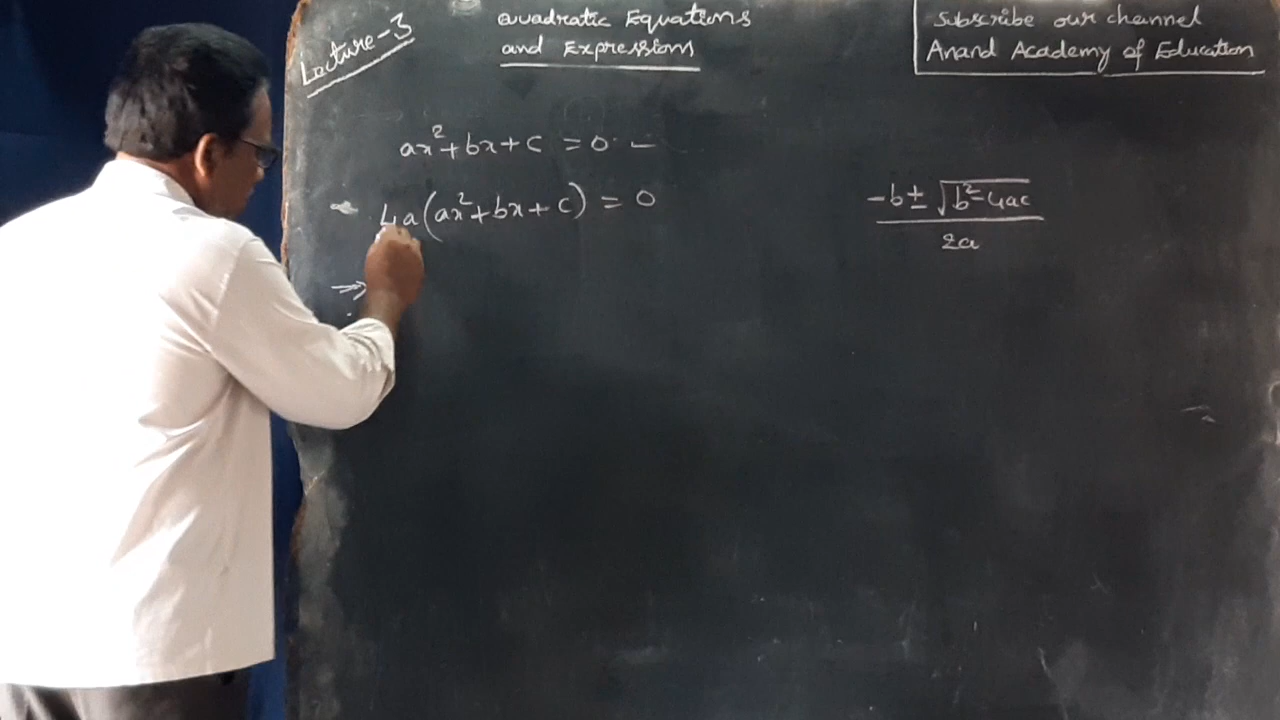 Lecture-3
Quadratic Equations
and Expressions
Subscribe our channel
Anand Academy of Education
ax²+bx+c =0. –
4a(ax²+bx+c) = 0
-b± √b²-4ac
2a
⇒